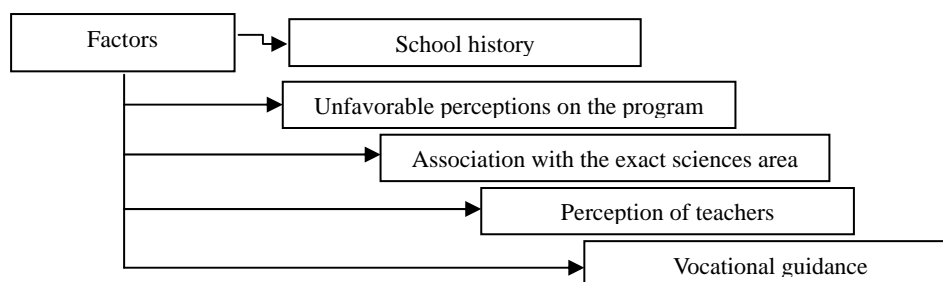 Factors
School history
Unfavorable perceptions on the program
Association with the exact sciences area
Perception of teachers
Vocational guidance